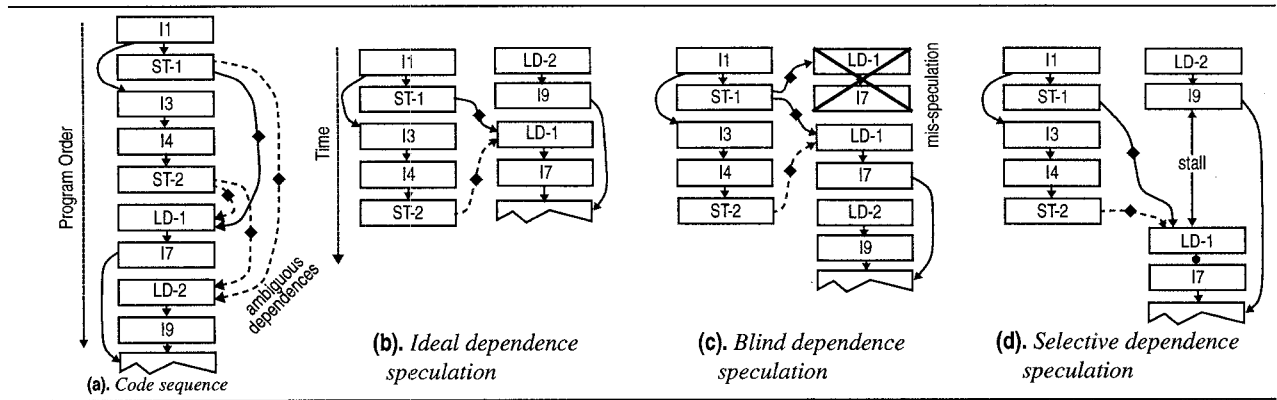 Program Order
I1
ST-1
I3
I4
ST-2
LD-1
I7
LD-2
I9
ambiguous
dependences
(a). Code sequence
Time
I1
ST-1
I3
I4
ST-2
LD-2
I9
LD-1
I7
(b). Ideal dependence
speculation
I1
ST-1
I3
I4
ST-2
LD-1
I7
LD-1
I7
LD-2
I9
mis-speculation
(c). Blind dependence
speculation
I1
ST-1
I3
I4
ST-2
LD-2
I9
stall
LD-1
I7
(d). Selective dependence
speculation